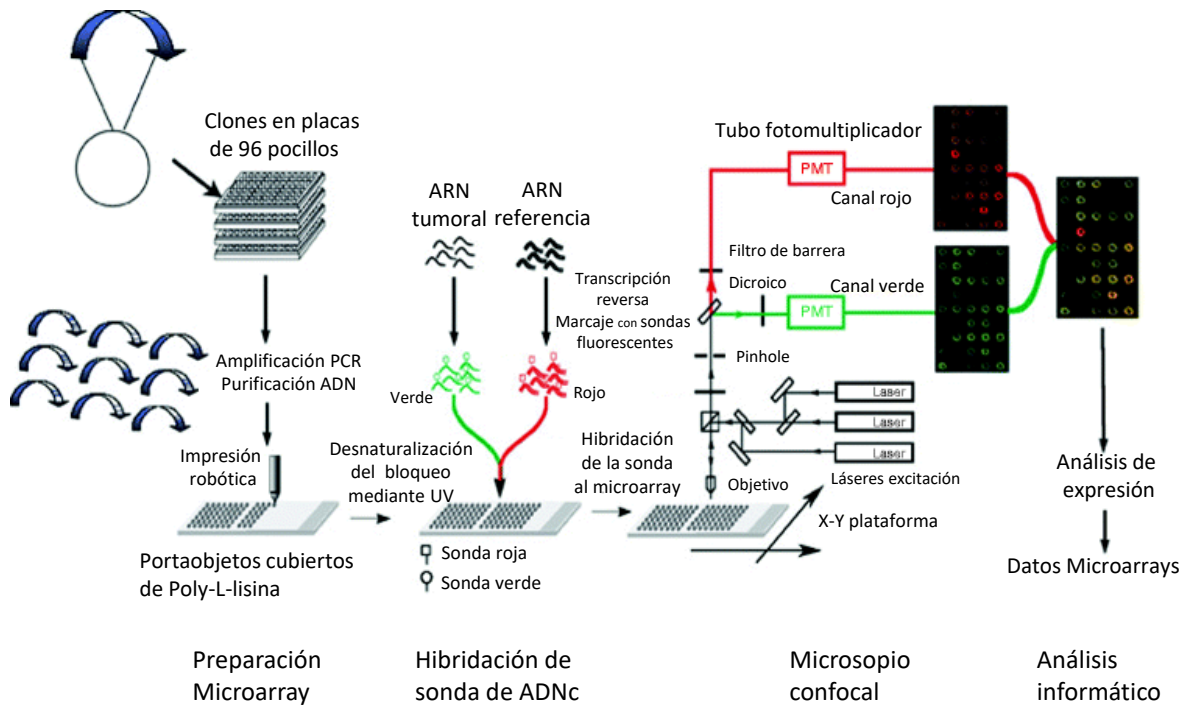 Clones en placas
de 96 pocillos
Amplificación PCR
Purificación ADN
Impresión
robótica
Portaobjetos cubiertos
de Poly-L-lisina
Desnaturalización
del bloqueo
mediante UV
ARN
tumoral
ARN
referencia
Transcripción
reversa
Marcaje con sondas
fluorescentes
Verde
Rojo
Sonda roja
Sonda verde
Hibridación
de la sonda
al microarray
Tubo fotomultiplicador
PMT
Canal rojo
Filtro de barrera
Dicroico
Canal verde
PMT
Pinhole
Laser
Laser
Laser
Objetivo
Láseres excitación
X-Y plataforma
Análisis de
expresión
Datos Microarrays
Preparación
Microarray
Hibridación de
sonda de ADNc
Microsopio
confocal
Análisis
informático